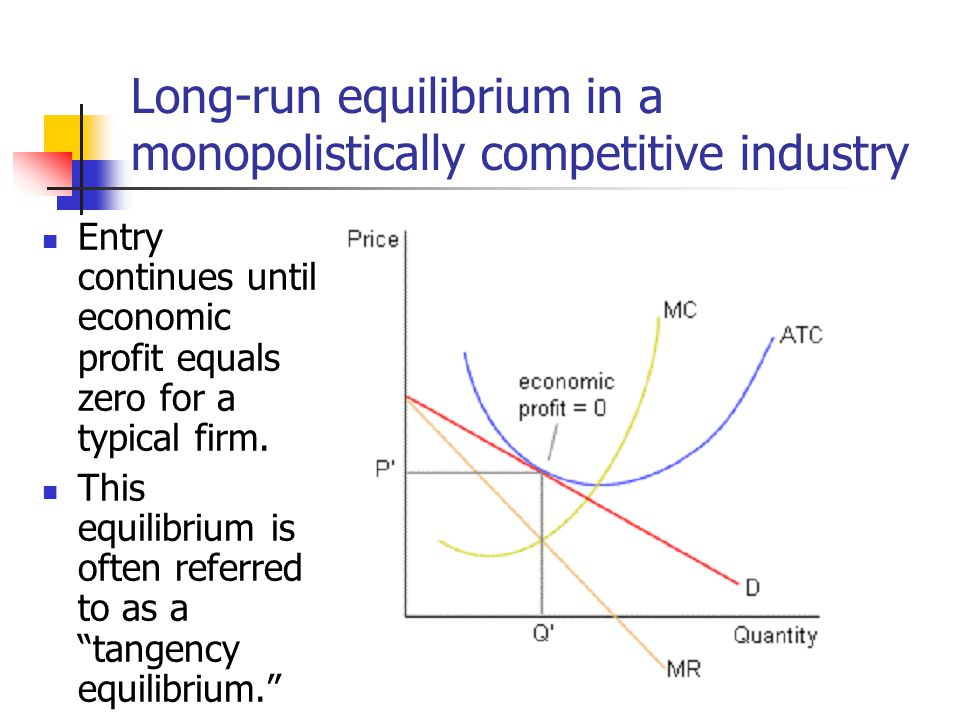 Long-run equilibrium in a
monopolistically competitive industry
Entry
continues until
economic
profit equals
zero for a
typical firm.
This
equilibrium is
often referred
to as a
“tangency
equilibrium.”
Price
MC
ATC
economic
profit = 0
P'
D
Q'
Quantity
MR